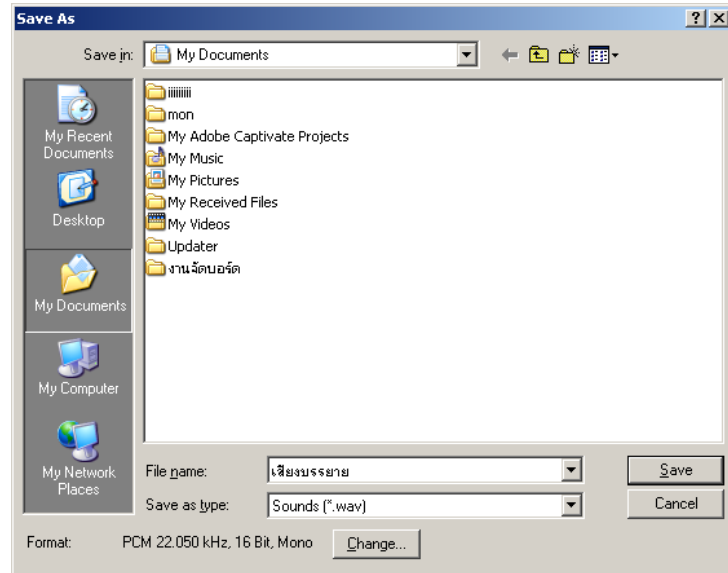 Save As
Save in: My Documents
My Recent Documents
Desktop
My Documents
My Computer
My Network Places
iiiiiiiii
mon
My Adobe Captivate Projects
My Music
My Pictures
My Received Files
My Videos
Updater
งานจัดบอร์ด
File name: เสียงบรรยาย Save
Save as type: Sounds (*.wav) Cancel
Format: PCM 22.050 kHz, 16 Bit, Mono Change...